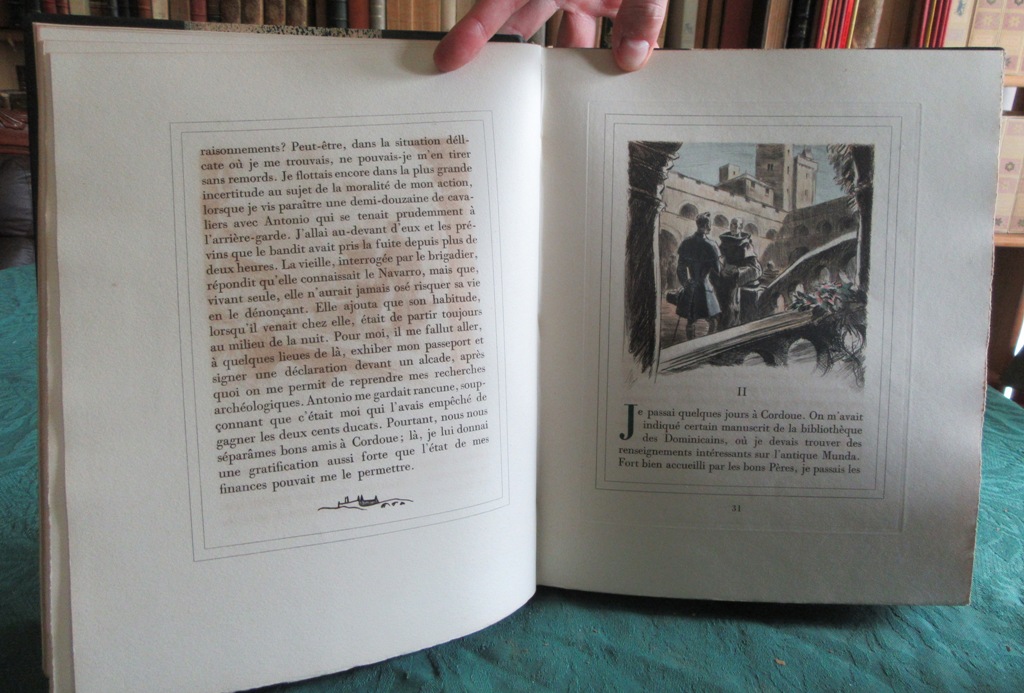 raisonnements? Peut-être, dans la situation déli-
cate où je me trouvais, ne pouvais-je m'en tirer
sans remords. Je flottais encore dans la plus grande
incertitude au sujet de la moralité de mon action,
lorsque je vis paraître une demi-douzaine de cava-
liers avec Antonio qui se tenait prudemment à
l'arrière-garde. J'allai au-devant d'eux et les pré-
vins que le bandit avait pris la fuite depuis plus de
deux heures. La vieille, interrogée par le brigadier,
répondit qu'elle connaissait le Navarro, mais que,
vivant seule, elle n'aurait jamais osé risquer sa vie
en le dénonçant. Elle ajouta que son habitude,
lorsqu'il venait chez elle, était de partir toujours
au milieu de la nuit. Pour moi, il me fallut aller,
à quelques lieues de là, exhiber mon passeport et
signer une déclaration devant un alcade, après
quoi on me permit de reprendre mes recherches
archéologiques. Antonio me gardait rancune, soup-
çonnant que c'était moi qui l'avais empêché de
gagner les deux cents ducats. Pourtant, nous nous
séparâmes bons amis à Cordoue; là, je lui donnai
une gratification aussi forte que l'état de mes
finances pouvait me le permettre.
II
Je passai quelques jours à Cordoue. On m'avait
indiqué certain manuscrit de la bibliothèque
des Dominicains, où je devais trouver des
renseignements intéressants sur l'antique Munda.
Fort bien accueilli par les bons Pères, je passais les
31